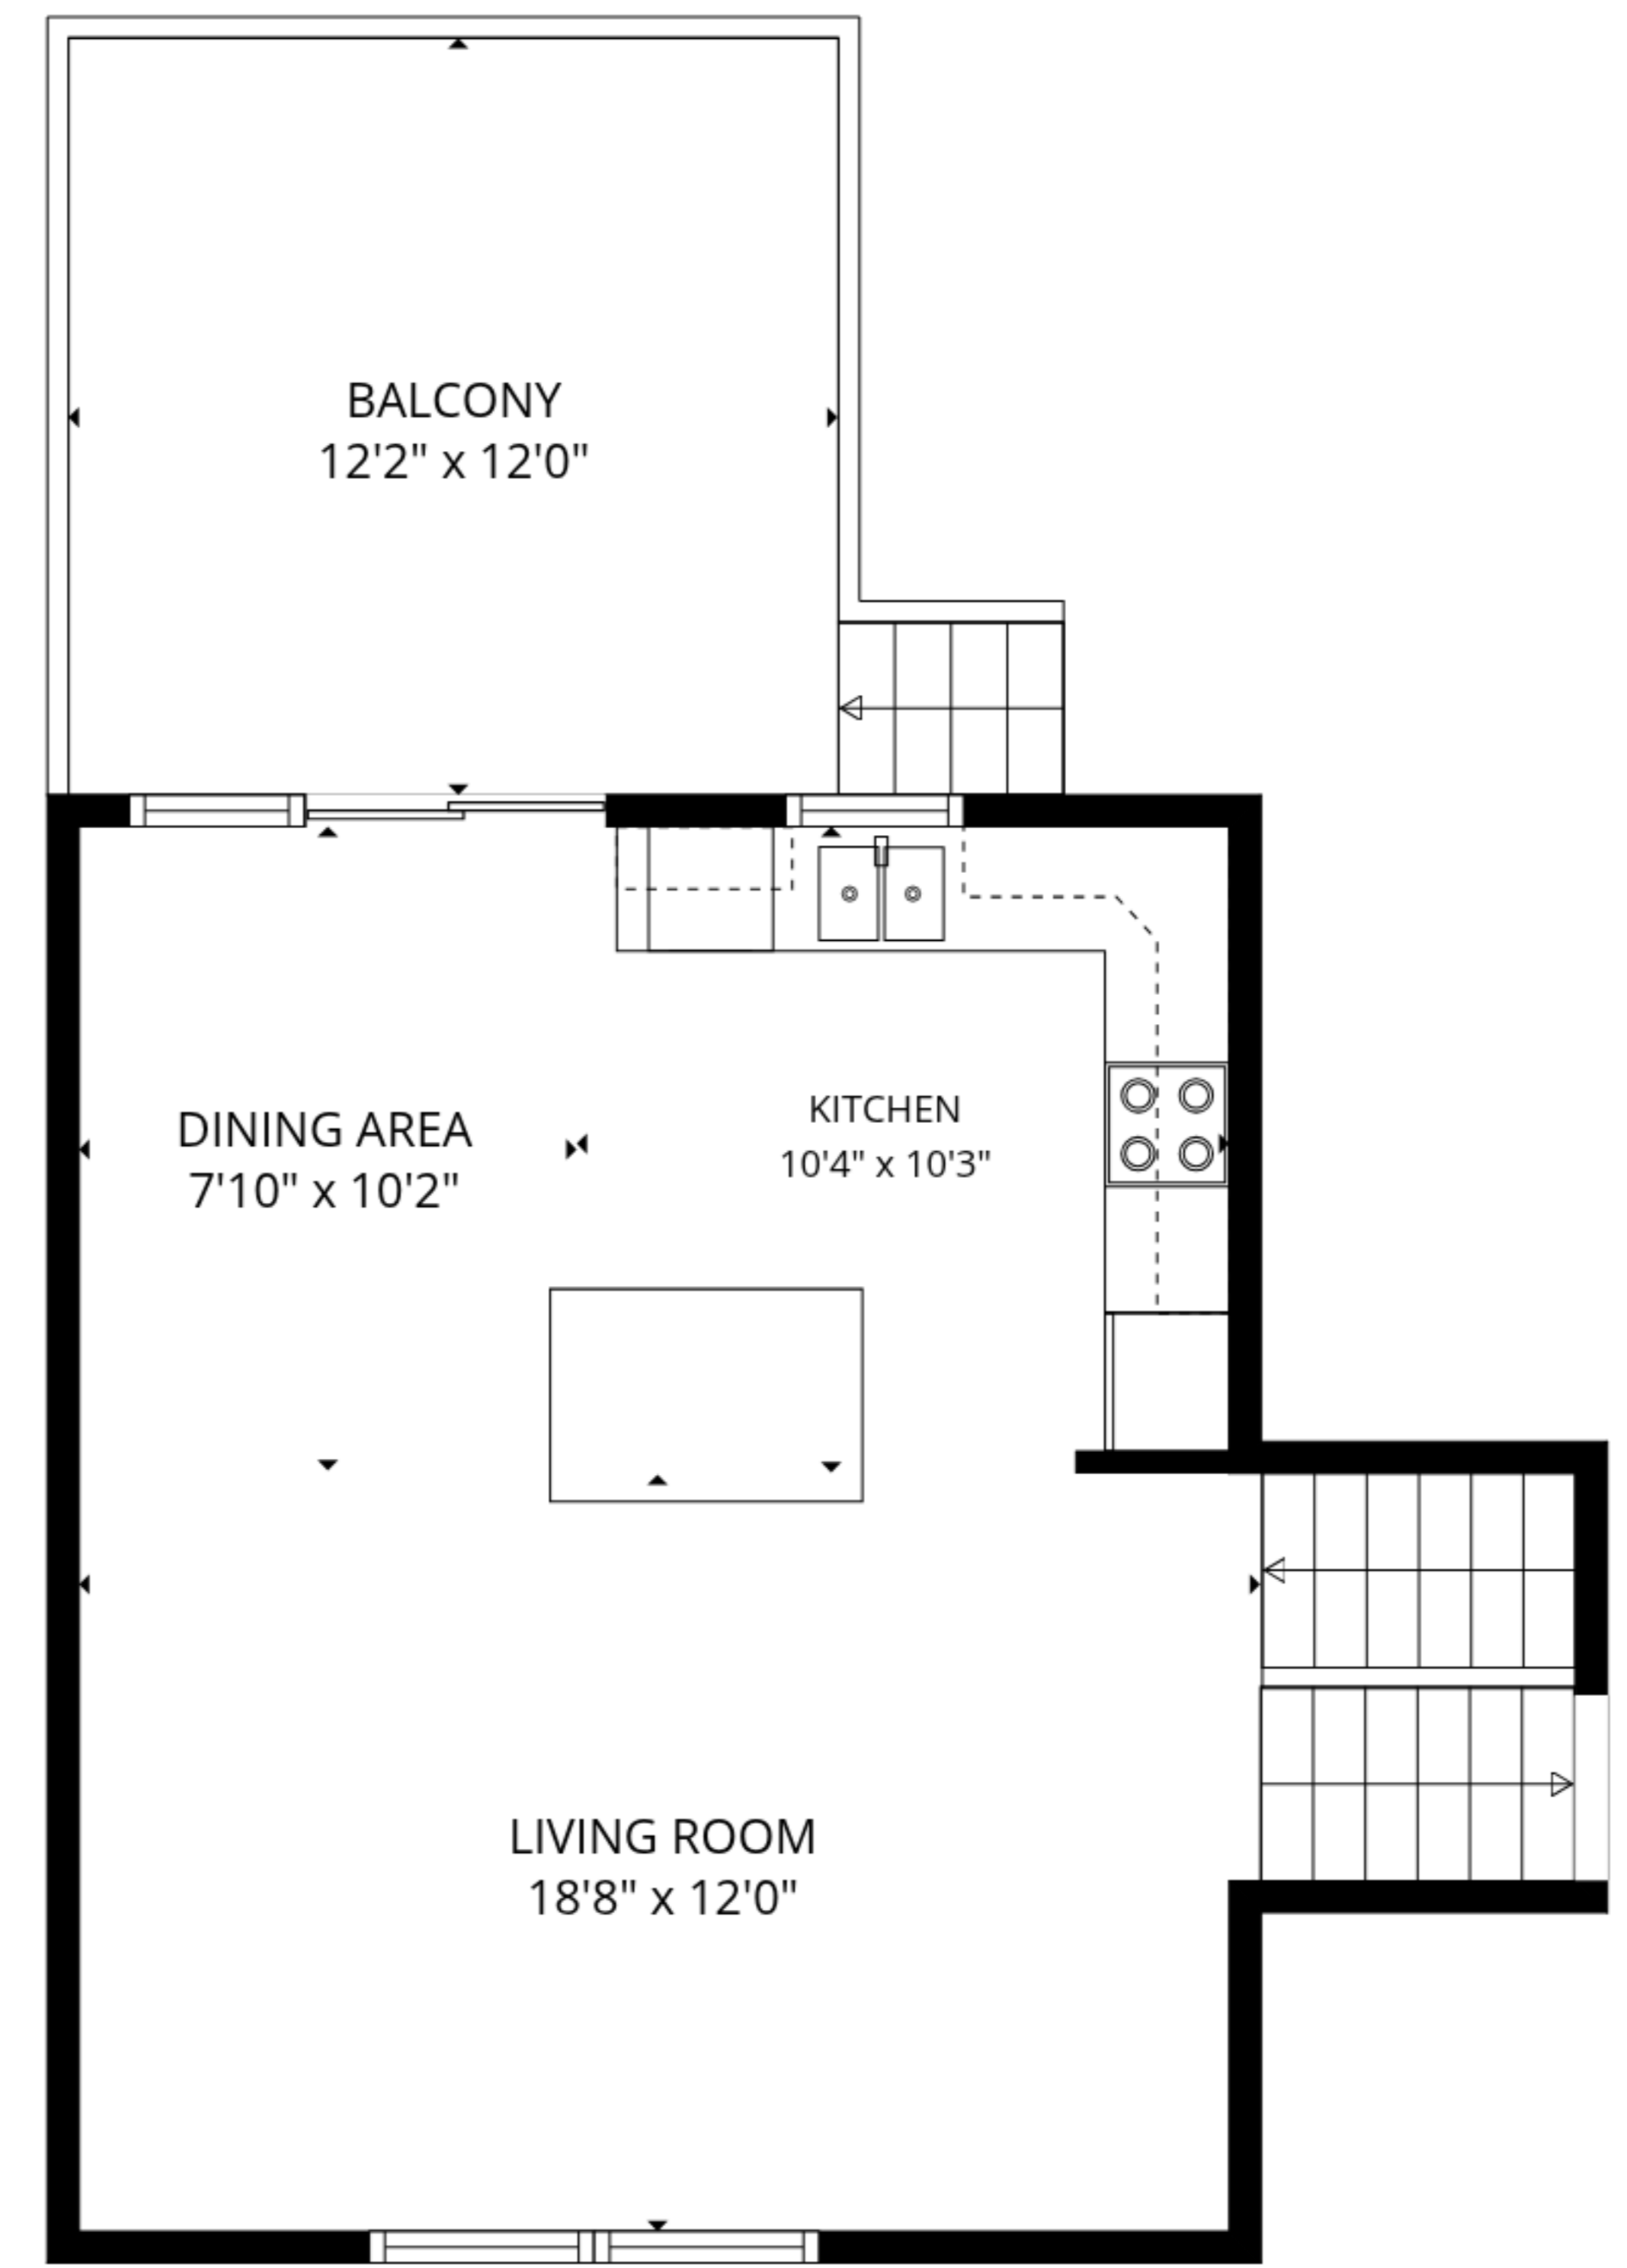 BALCONY
12'2" x 12'0"
DINING AREA
7'10" x 10'2"
KITCHEN
10'4" x 10'3"
LIVING ROOM
18'8" x 12'0"